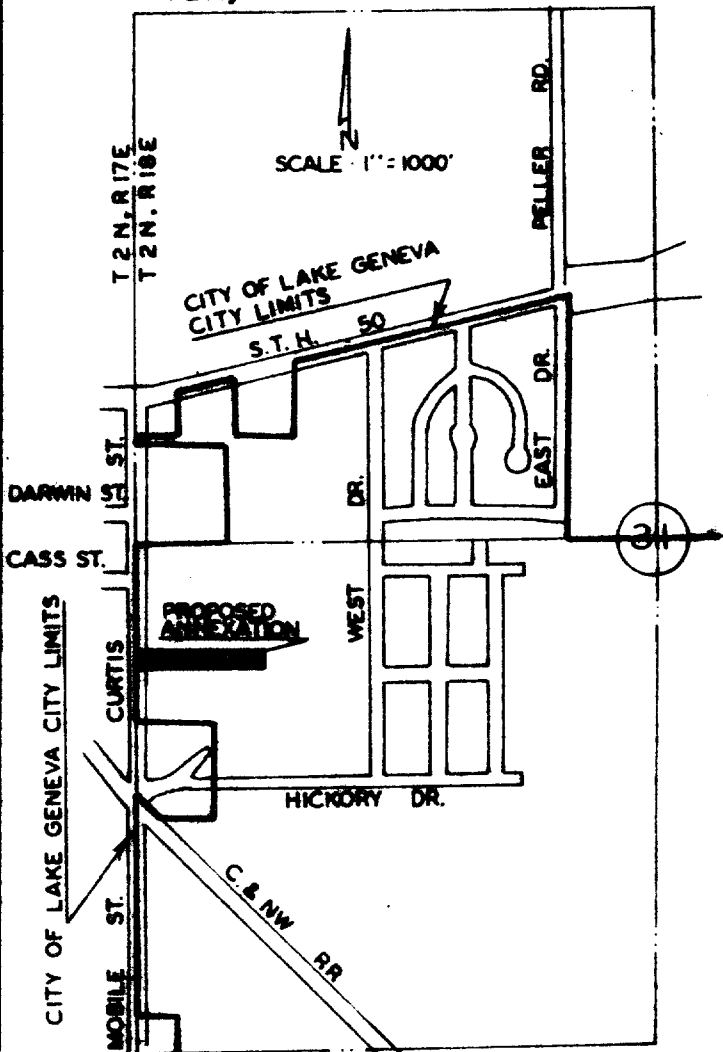 N
SCALE 1" = 1000'
T 2 N, R 17 E
T 2 N, R 18 E
PELLER RD.
CITY OF LAKE GENEVA
CITY LIMITS
S.T.H. 50
ST.
DARWIN ST.
DR.
EAST DR.
CASS ST.
31
PROPOSED
ANNEXATION
WEST
CURTIS
CITY OF LAKE GENEVA CITY LIMITS
HICKORY DR.
C. & NW RR
MOBILE ST.